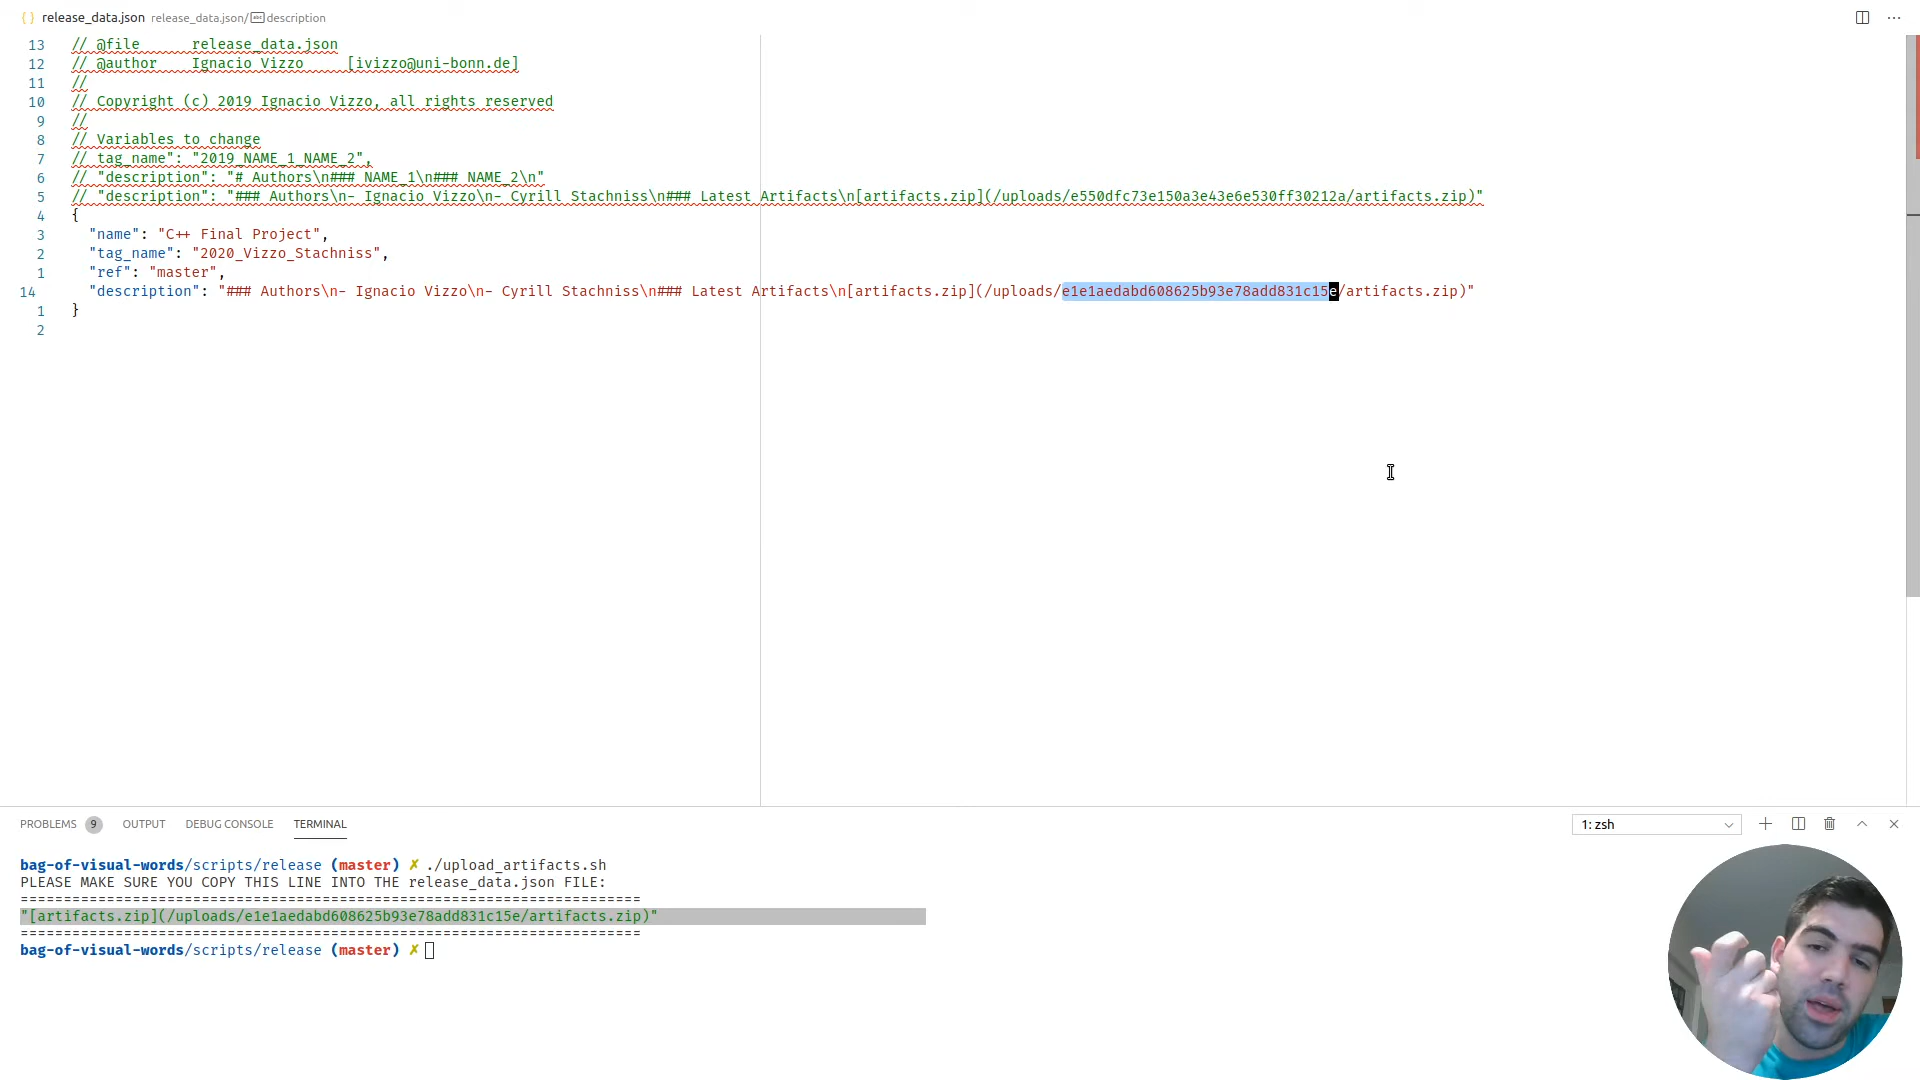 {} release_data.json release_data.json/ abc description ...
13 // @file release_data.json
12 // @author Ignacio Vizzo [ivizzo@uni-bonn.de]
11 //
10 // Copyright (c) 2019 Ignacio Vizzo, all rights reserved
9 //
8 // Variables to change
7 // tag_name": "2019_NAME_1_NAME_2",
6 // "description": "# Authors\n### NAME_1\n### NAME_2\n"
5 // "description": "### Authors\n- Ignacio Vizzo\n- Cyrill Stachniss\n### Latest Artifacts\n[artifacts.zip](/uploads/e550dfc73e150a3e43e6e530ff30212a/artifacts.zip)"
4 {
3 "name": "C++ Final Project",
2 "tag_name": "2020_Vizzo_Stachniss",
1 "ref": "master",
14 "description": "### Authors\n- Ignacio Vizzo\n- Cyrill Stachniss\n### Latest Artifacts\n[artifacts.zip](/uploads/e1e1aedabd608625b93e78add831c15e/artifacts.zip)"
1 }
2
PROBLEMS 9 OUTPUT DEBUG CONSOLE TERMINAL 1: zsh
bag-of-visual-words/scripts/release (master) ✗ ./upload_artifacts.sh
PLEASE MAKE SURE YOU COPY THIS LINE INTO THE release_data.json FILE:
========================================================================
"[artifacts.zip](/uploads/e1e1aedabd608625b93e78add831c15e/artifacts.zip)"
========================================================================
bag-of-visual-words/scripts/release (master) ✗